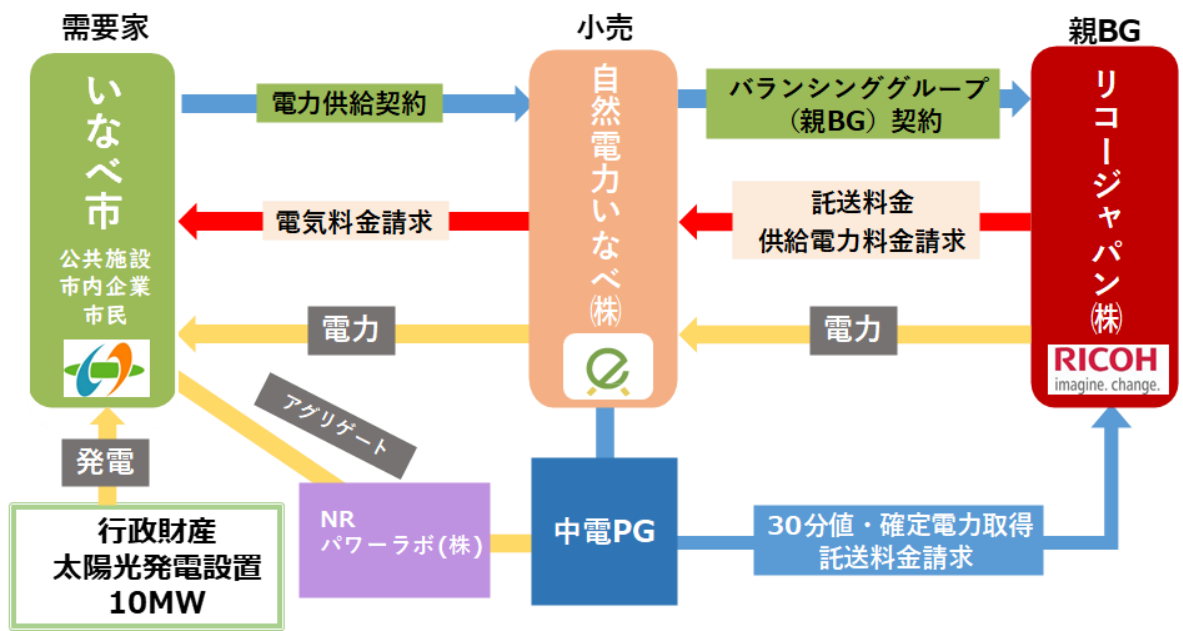 需要家
小売
親BG
いなべ市
公共施設
市内企業
市民
電力供給契約
自然電力いなべ㈱
バランシンググループ
（親BG）契約
リコージャパン㈱
電気料金請求
託送料金
供給電力料金請求
電力
電力
RICOH
imagine. change.
アグリゲート
発電
行政財産
太陽光発電設置
10MW
NR
パワーラボ(株)
中電PG
30分値・確定電力取得
託送料金請求